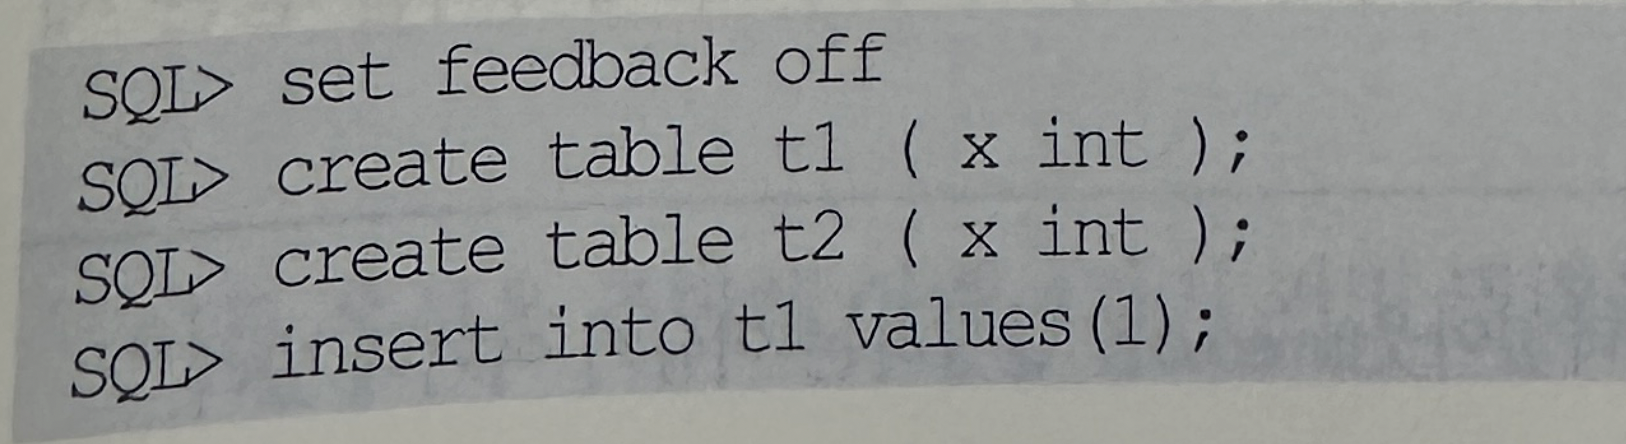 SQL> set feedback off
SQL> create table t1 ( x int );
SQL> create table t2 ( x int );
SQL> insert into t1 values(1);